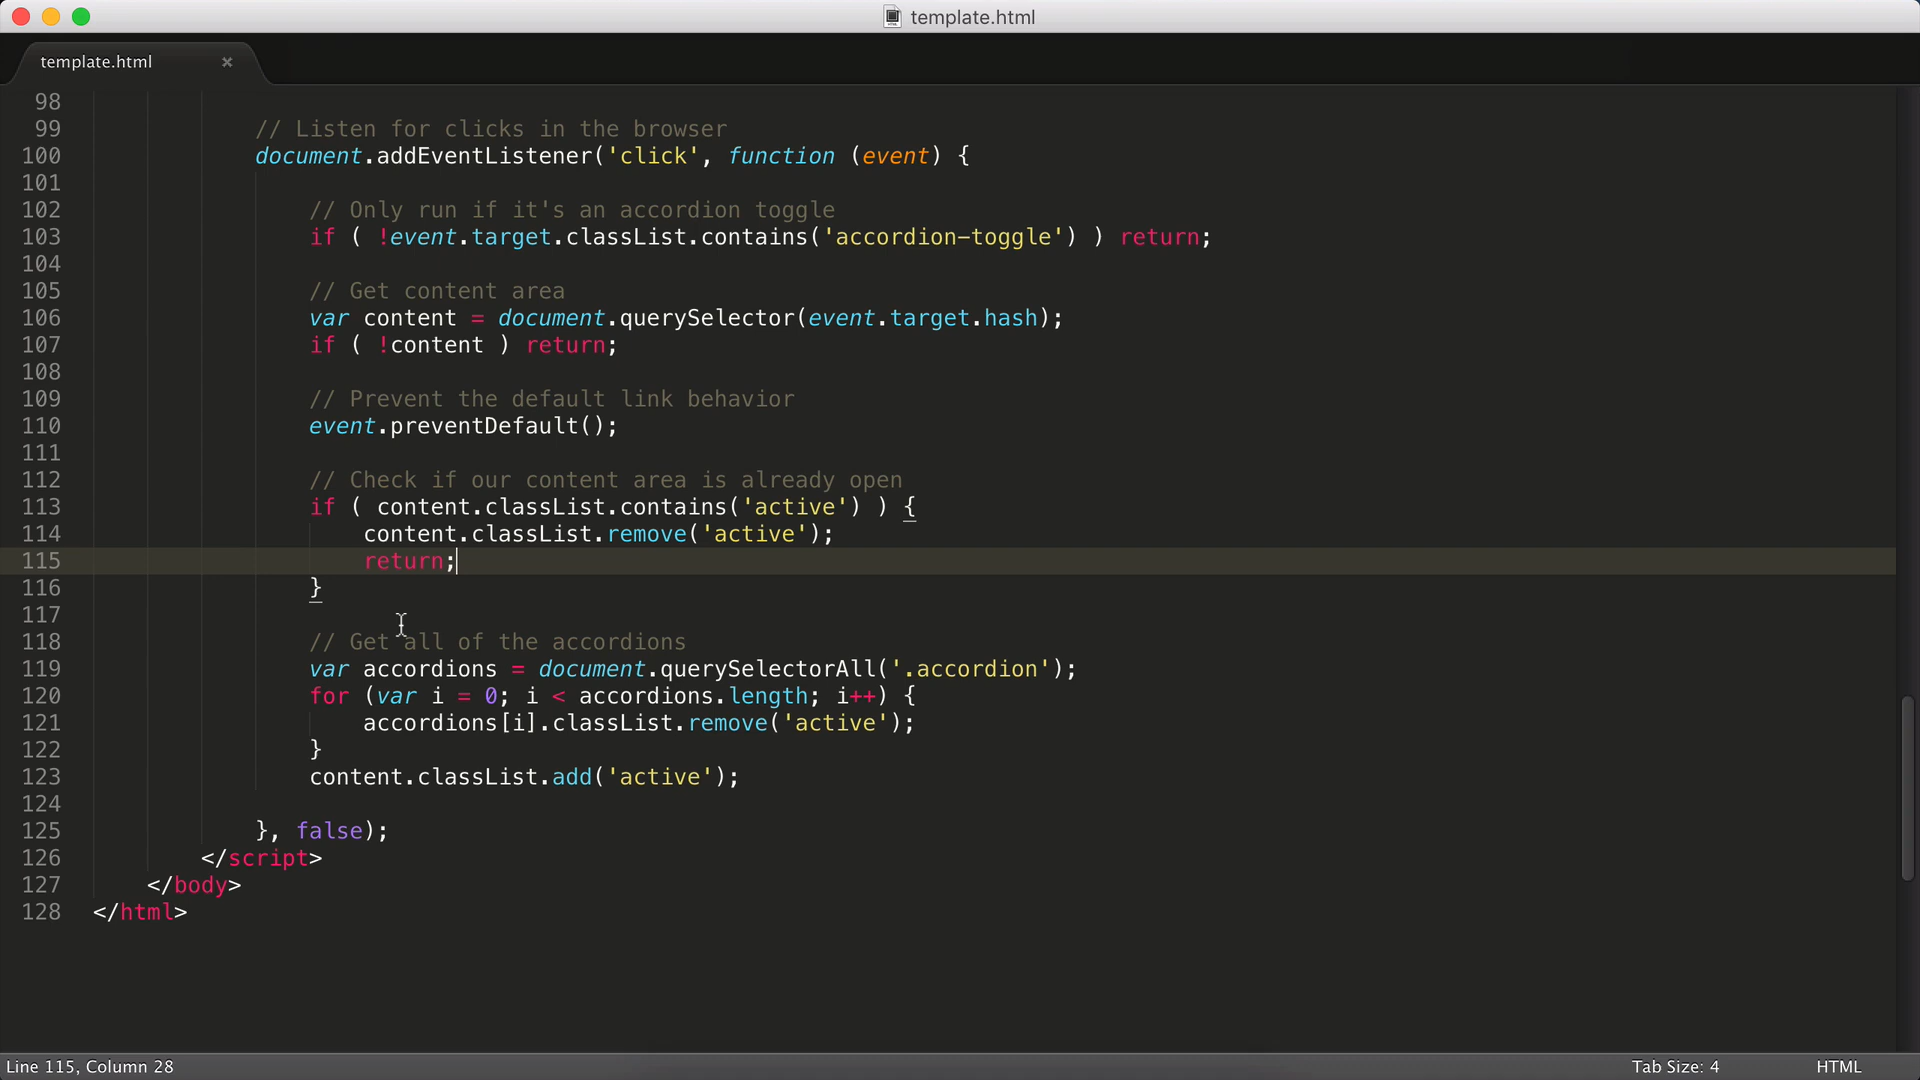 template.html
template.html ×
98
99 // Listen for clicks in the browser
100 document.addEventListener('click', function (event) {
101
102 // Only run if it's an accordion toggle
103 if ( !event.target.classList.contains('accordion-toggle') ) return;
104
105 // Get content area
106 var content = document.querySelector(event.target.hash);
107 if ( !content ) return;
108
109 // Prevent the default link behavior
110 event.preventDefault();
111
112 // Check if our content area is already open
113 if ( content.classList.contains('active') ) {
114 content.classList.remove('active');
115 return;
116 }
117
118 // Get all of the accordions
119 var accordions = document.querySelectorAll('.accordion');
120 for (var i = 0; i < accordions.length; i++) {
121 accordions[i].classList.remove('active');
122 }
123 content.classList.add('active');
124
125 }, false);
126 </script>
127 </body>
128 </html>
Line 115, Column 28 Tab Size: 4 HTML